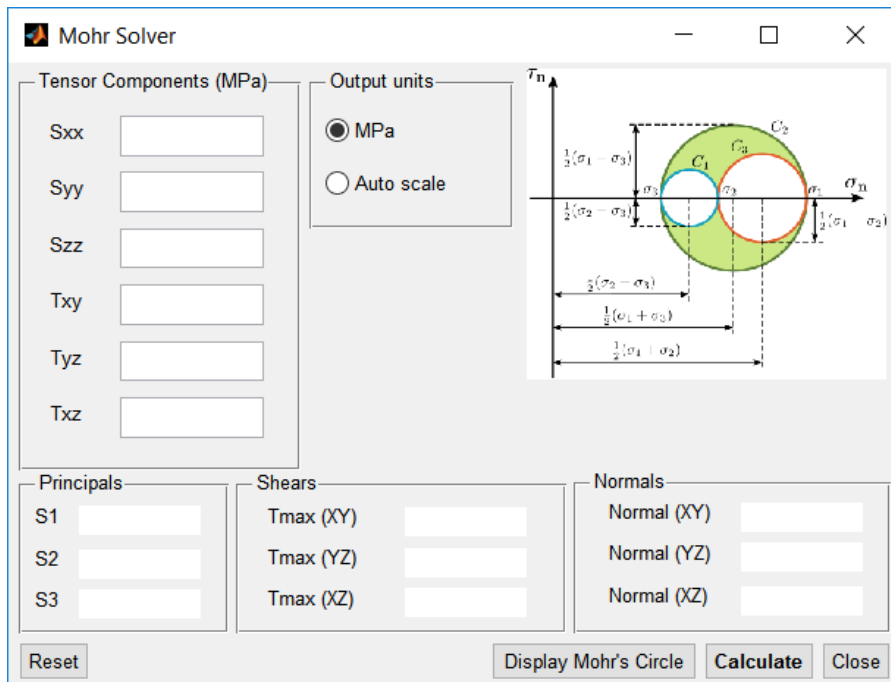 Mohr Solver
Tensor Components (MPa)
Sxx
Syy
Szz
Txy
Tyz
Txz
Output units
MPa
Auto scale
τn
½(σ1 − σ3)
C1
C3
C2
σ3
σ2
σ1
σn
½(σ2 − σ3)
½(σ1 − σ2)
½(σ2 − σ3)
½(σ1 + σ3)
½(σ1 + σ2)
Principals
S1
S2
S3
Shears
Tmax (XY)
Tmax (YZ)
Tmax (XZ)
Normals
Normal (XY)
Normal (YZ)
Normal (XZ)
Reset
Display Mohr's Circle
Calculate
Close